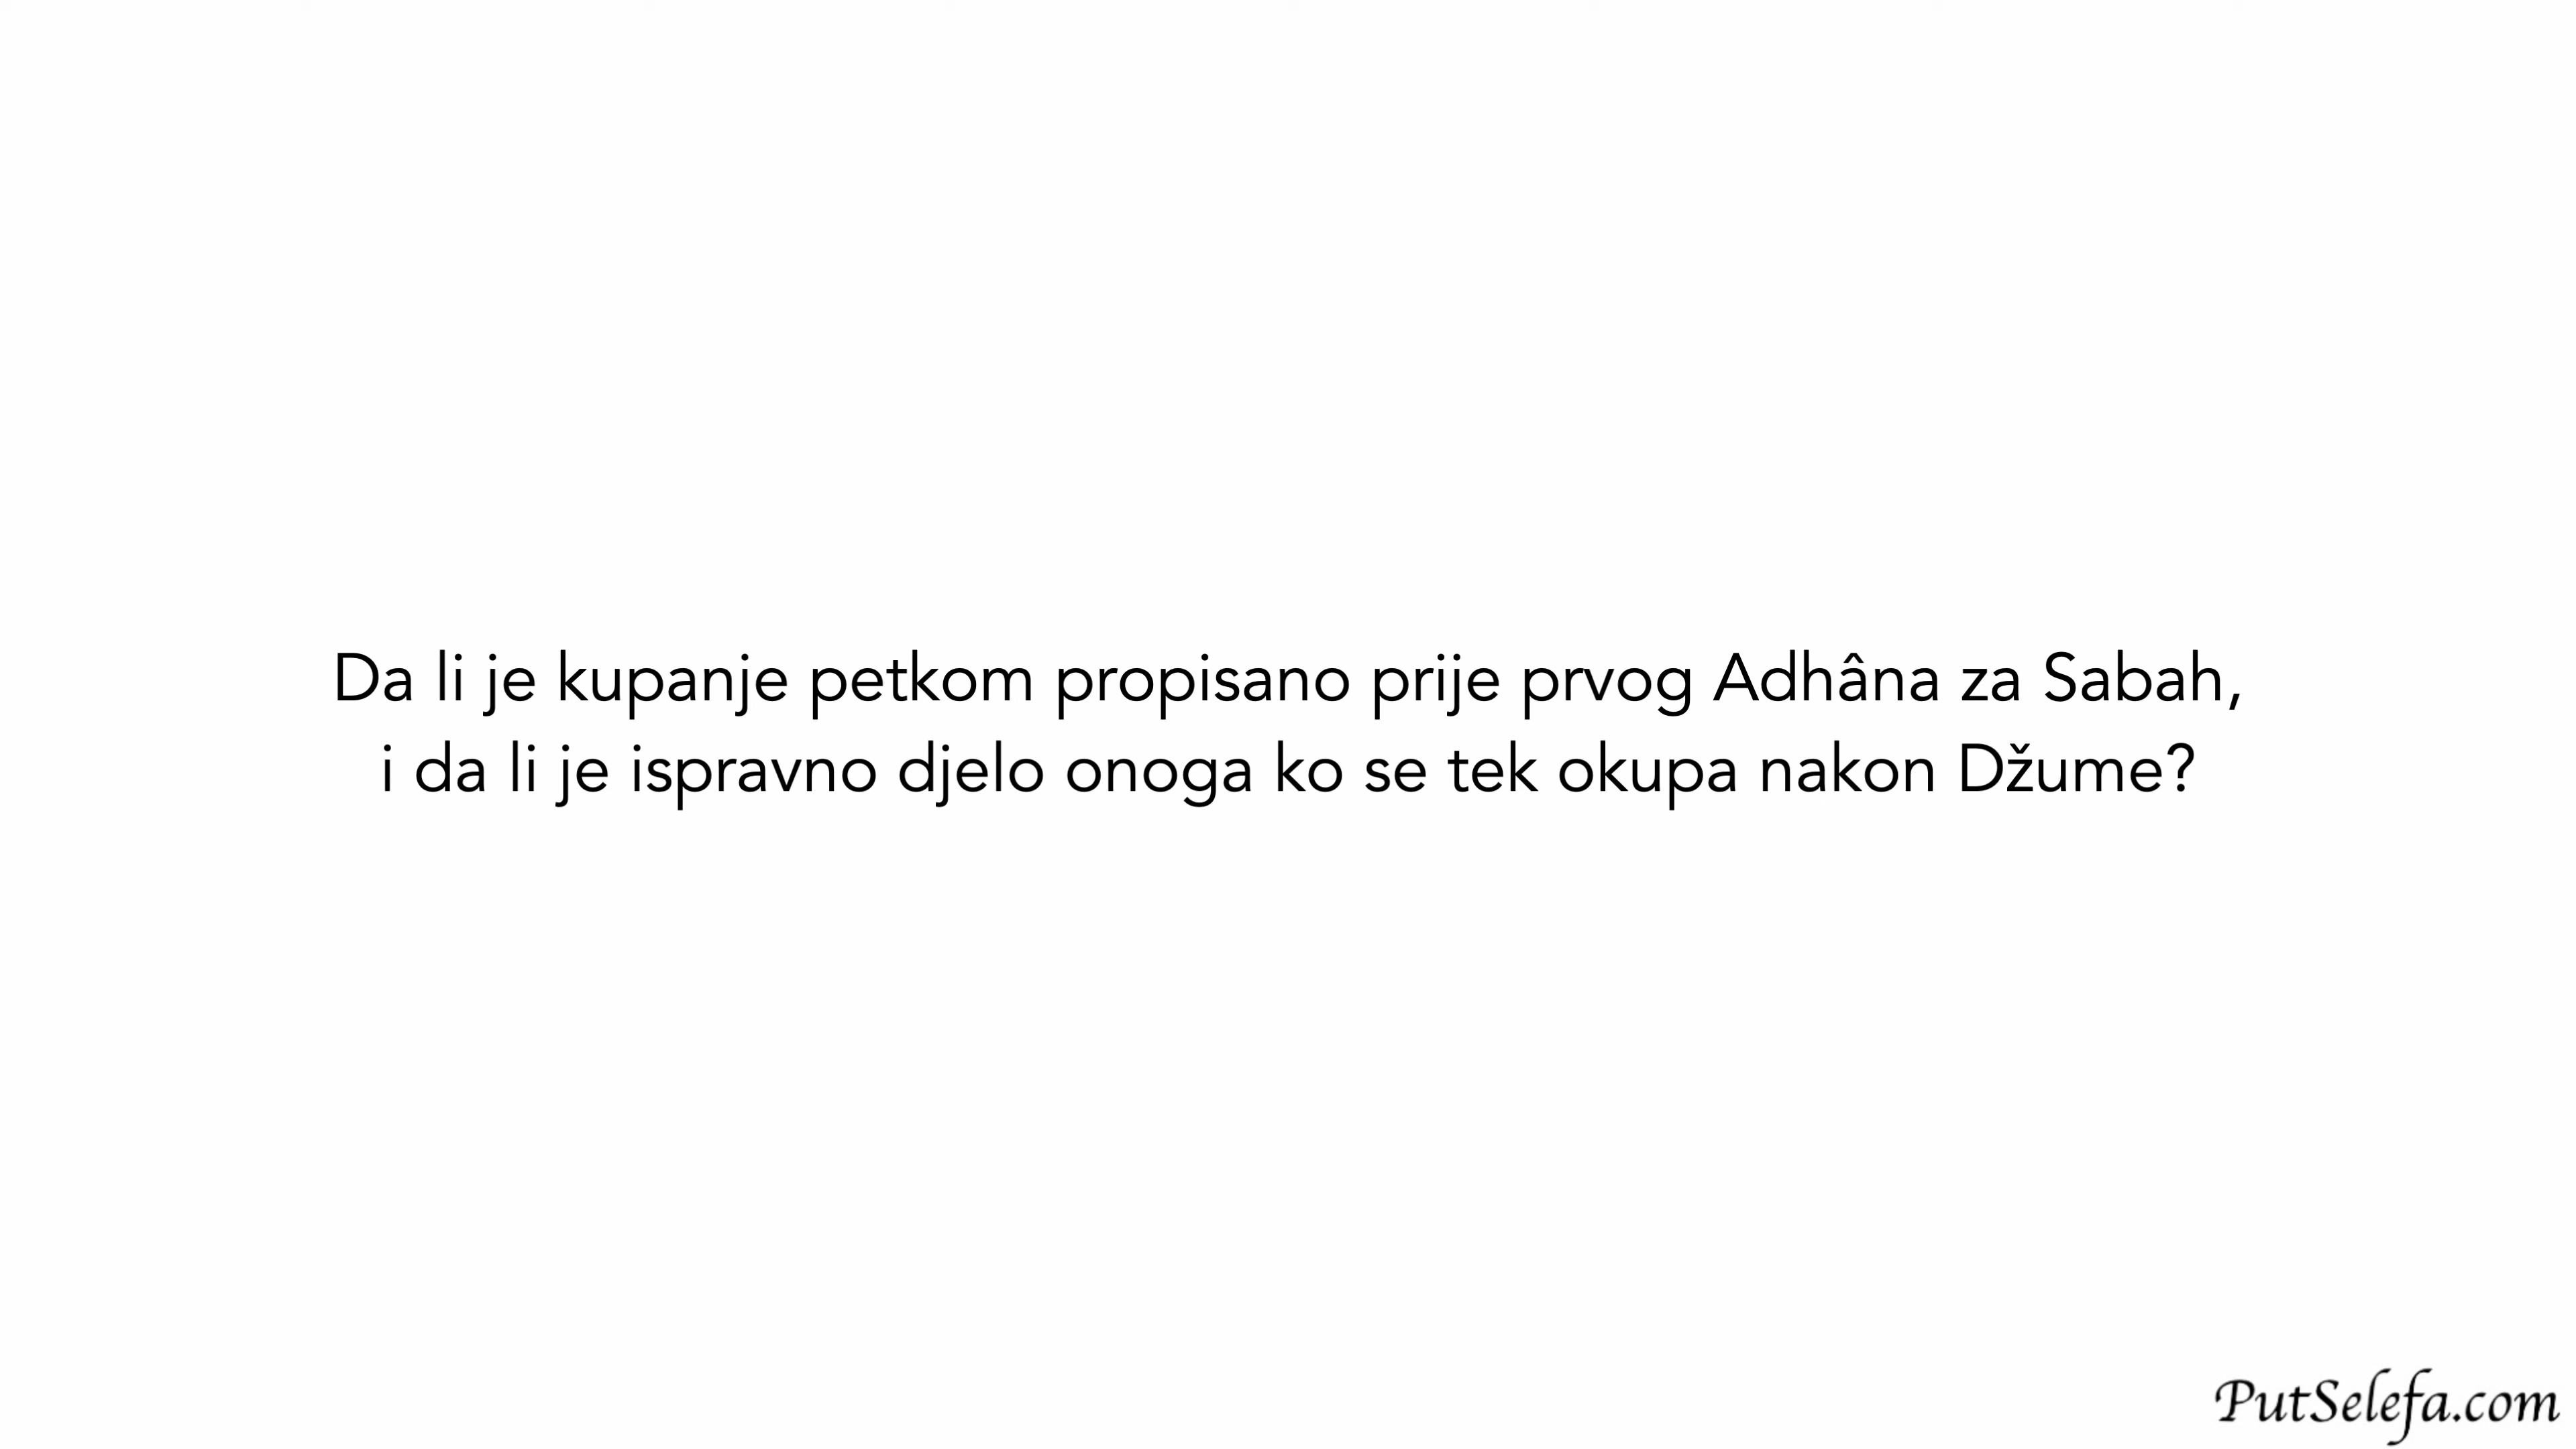 Da li je kupanje petkom propisano prije prvog Adhâna za Sabah,
i da li je ispravno djelo onoga ko se tek okupa nakon Džume?
PutSelefa.com